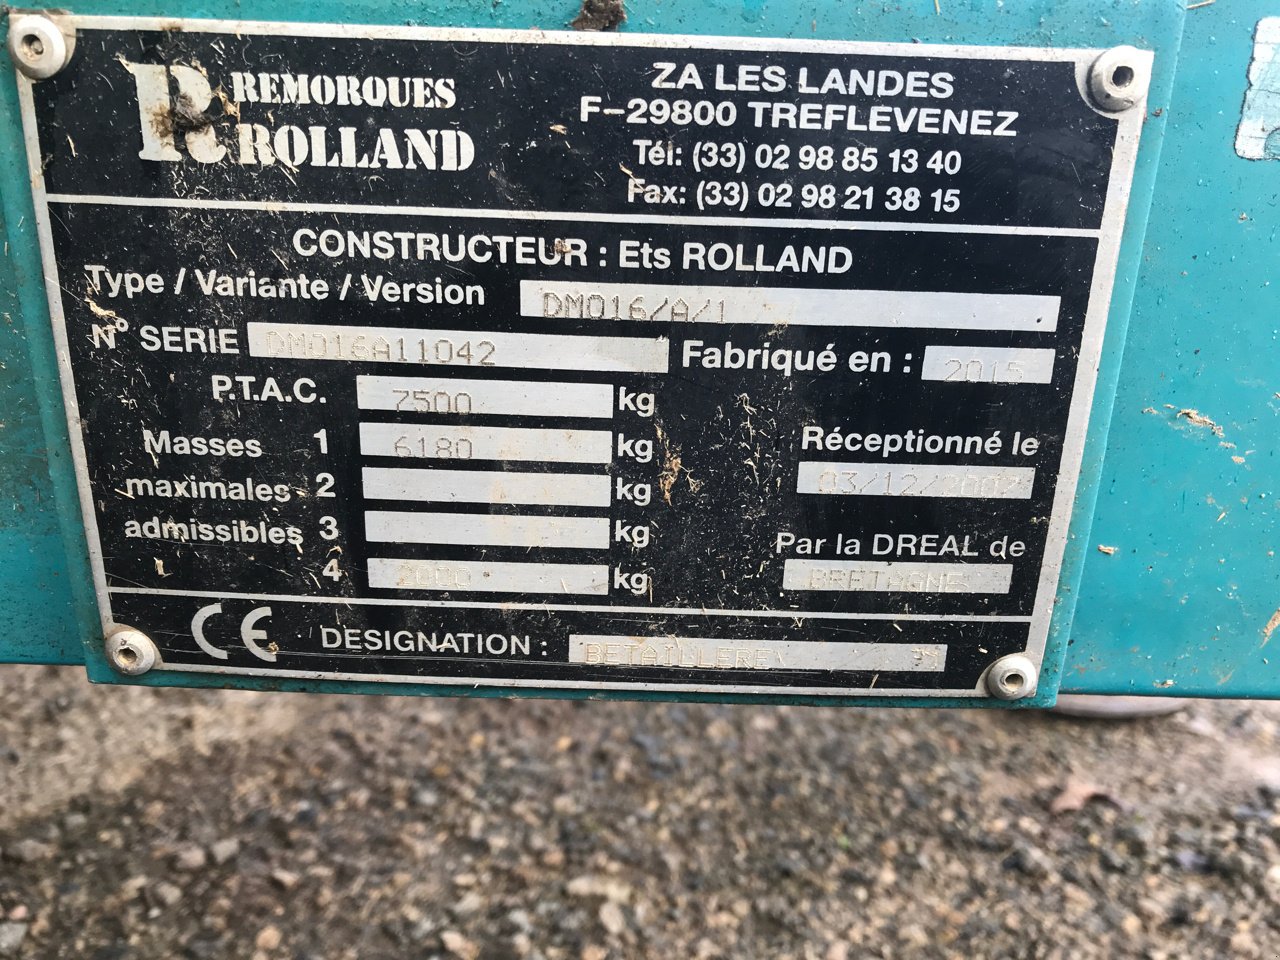 R REMORQUES
ROLLAND
ZA LES LANDES
F-29800 TREFLEVENEZ
Tél: (33) 02 98 85 13 40
Fax: (33) 02 98 21 38 15
CONSTRUCTEUR : Ets ROLLAND
Type / Variante / Version DM016/A/1
N° SERIE DM016A11042 Fabriqué en : 2015
P.T.A.C. 7500 kg
Masses 1 6180 kg
maximales 2 kg
admissibles 3 kg
4 2000 kg
Réceptionné le
03/12/2007
Par la DREAL de
BRETAGNE
CE DESIGNATION : BETAILLERE